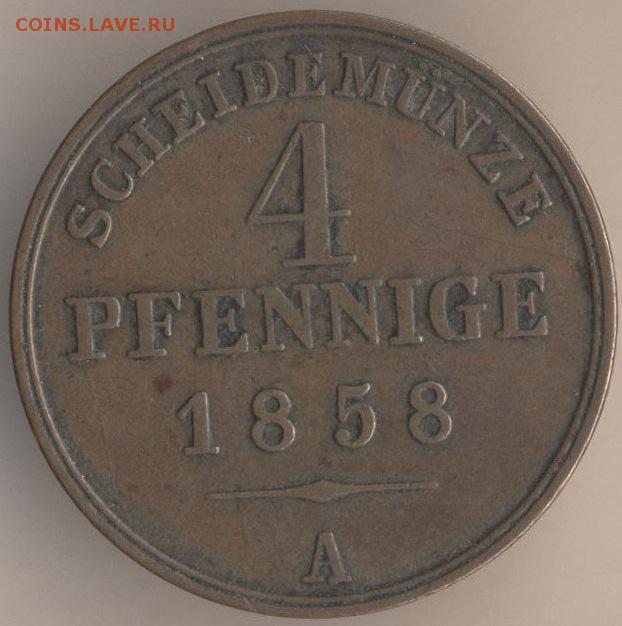 COINS.LAVE.RU
SCHEIDEMÜNZE
4
PFENNIGE
1858
A